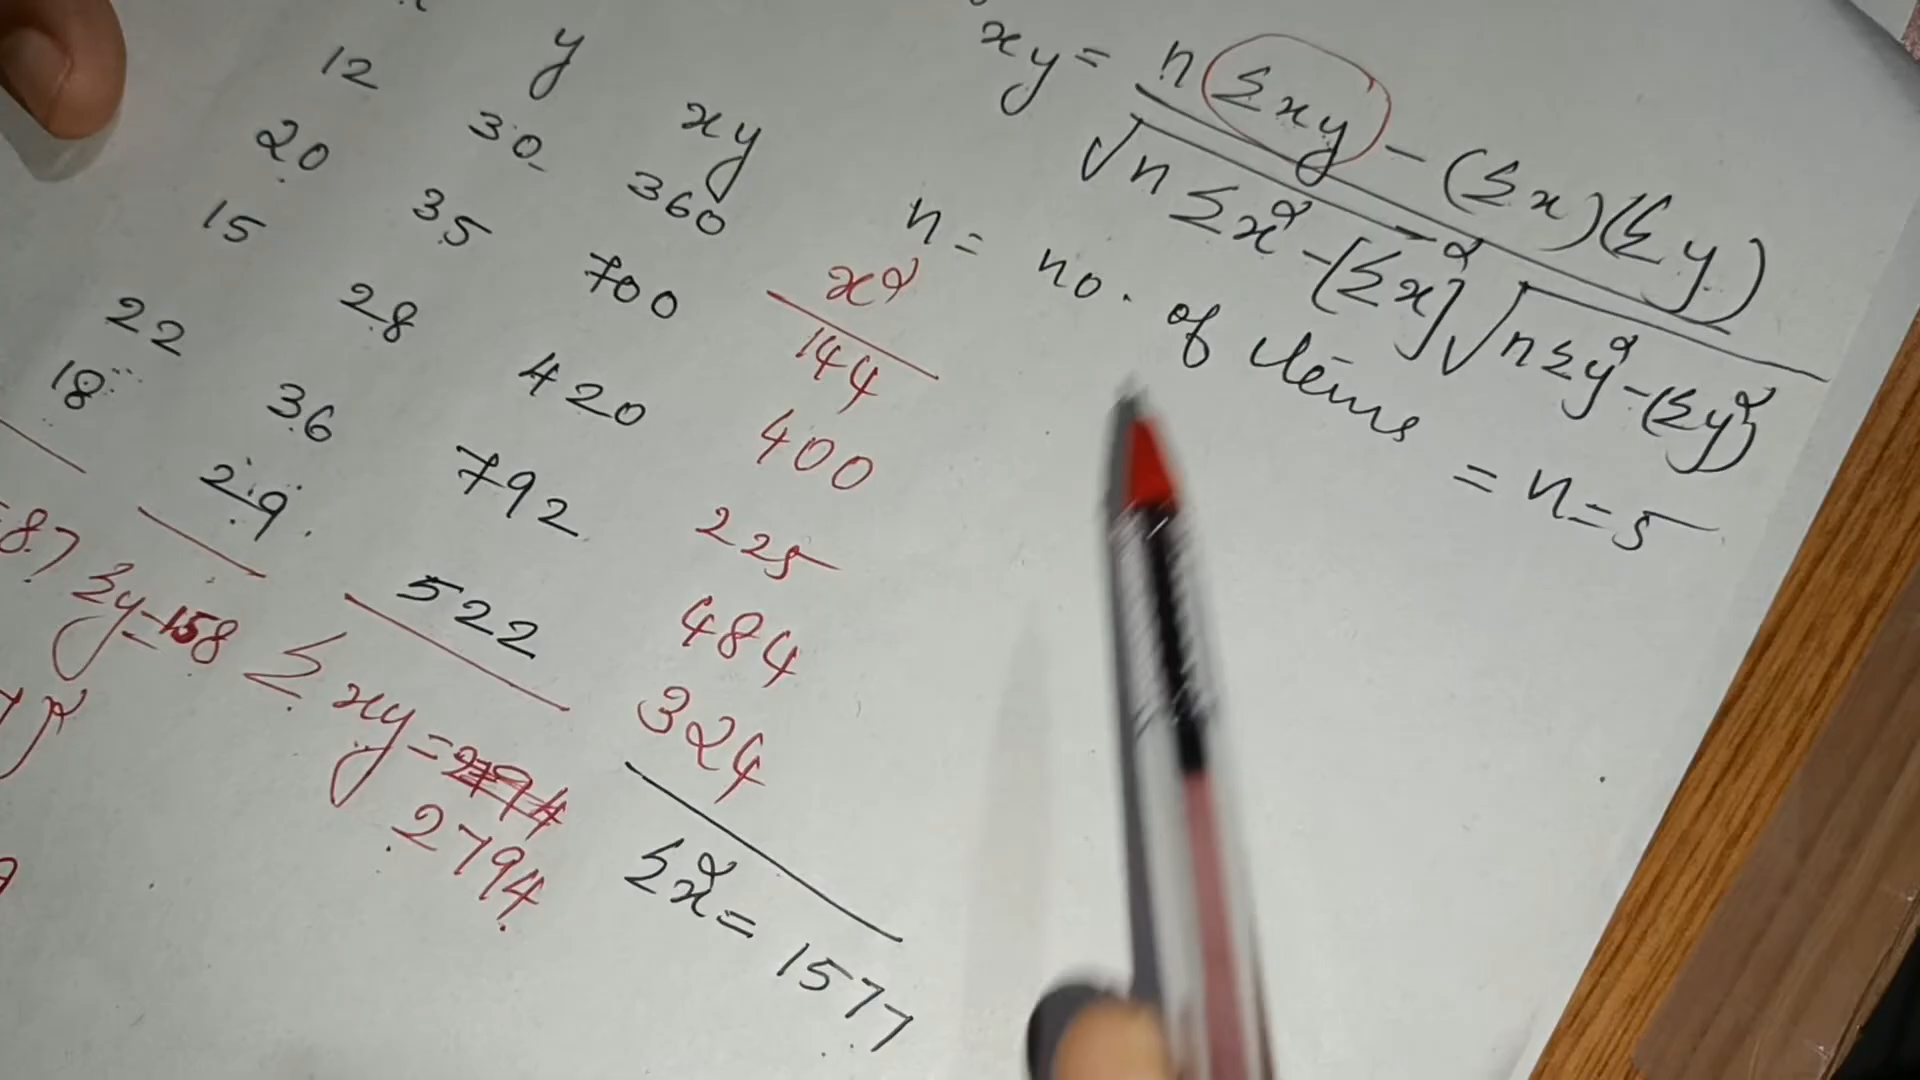 y
xy
x²
12 30 360 144
20 35 700 400
15 28 420 225
22 36 792 484
18 29 522 324
87 Σy=158 Σxy=2794 Σx²=1577
2794
xy = n Σxy - (Σx)(Σy)
√n Σx² - [Σx]² √nΣy² - (Σy)²
n = no. of items
= n = 5